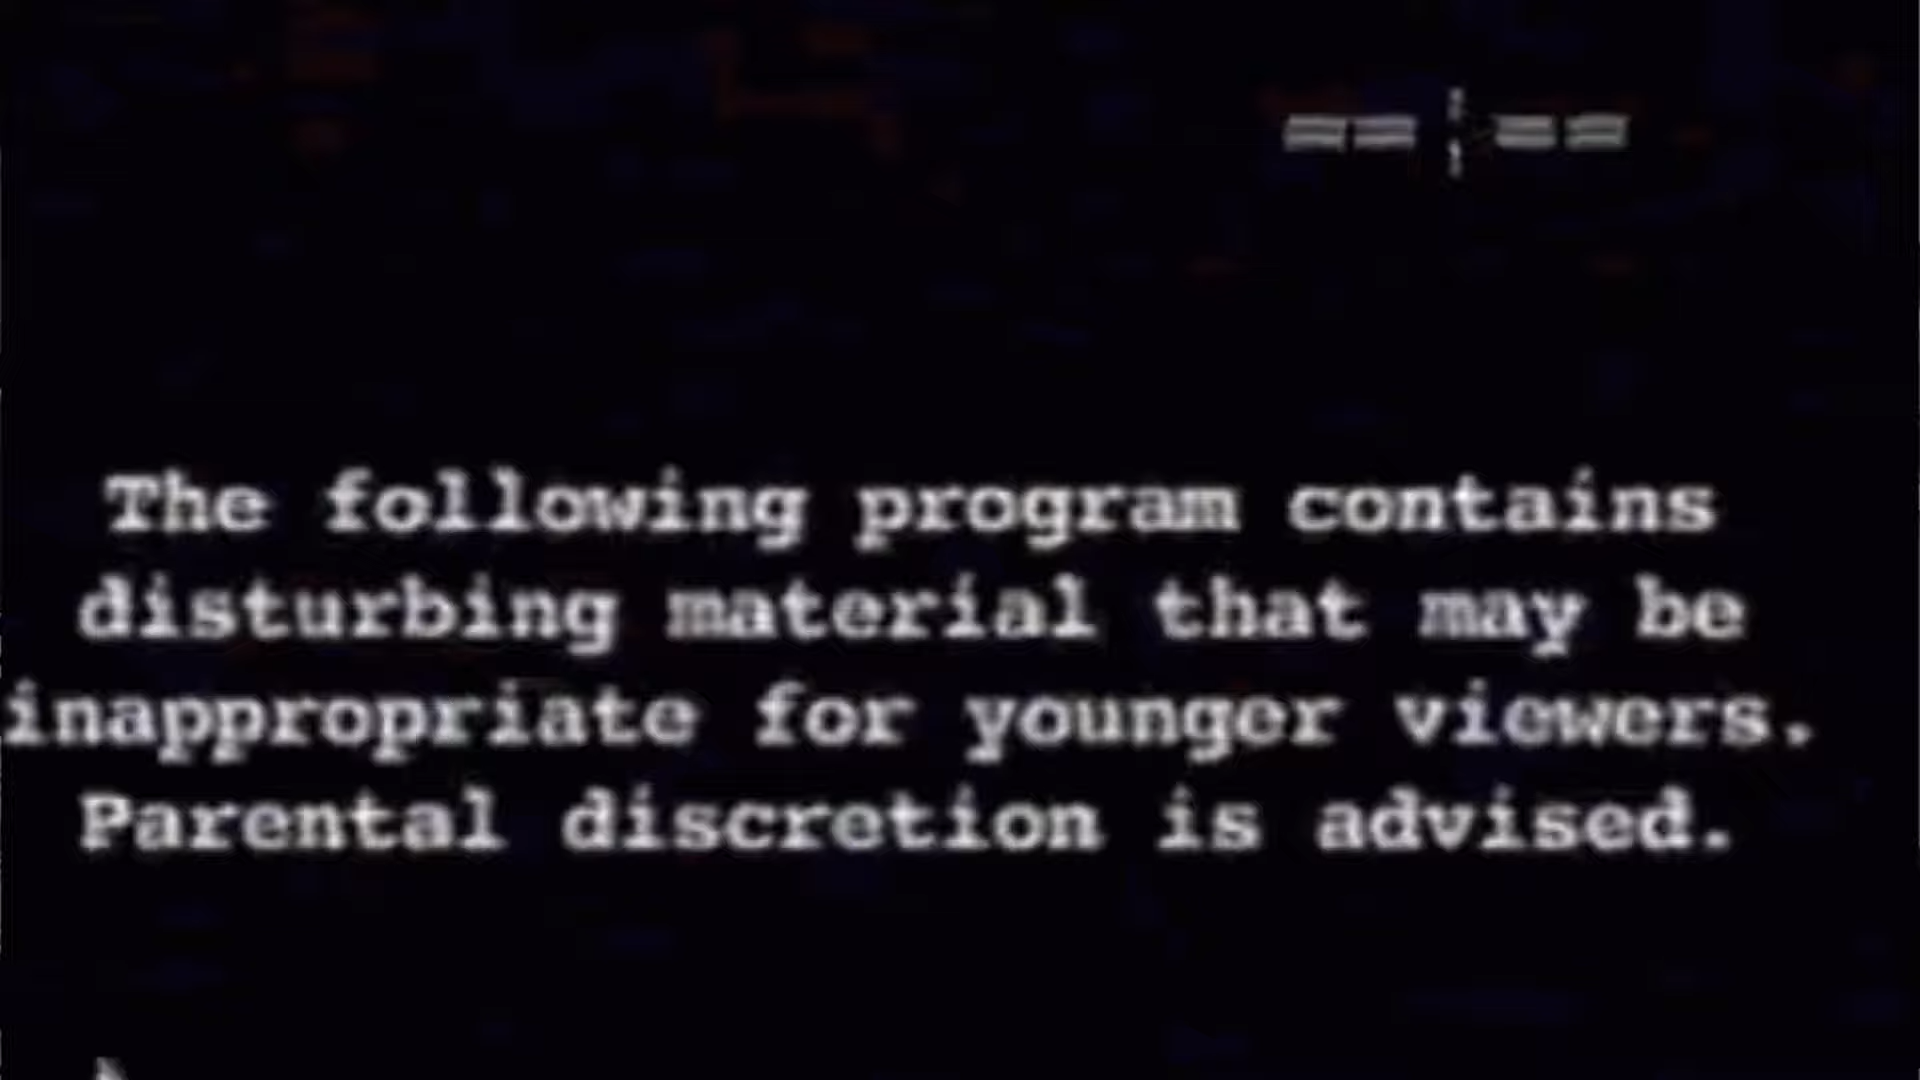 == ¦ ==
The following program contains
disturbing material that may be
inappropriate for younger viewers.
Parental discretion is advised.